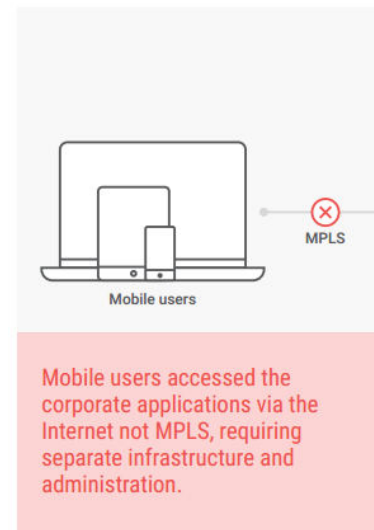 MPLS
Mobile users
Mobile users accessed the
corporate applications via the
Internet not MPLS, requiring
separate infrastructure and
administration.